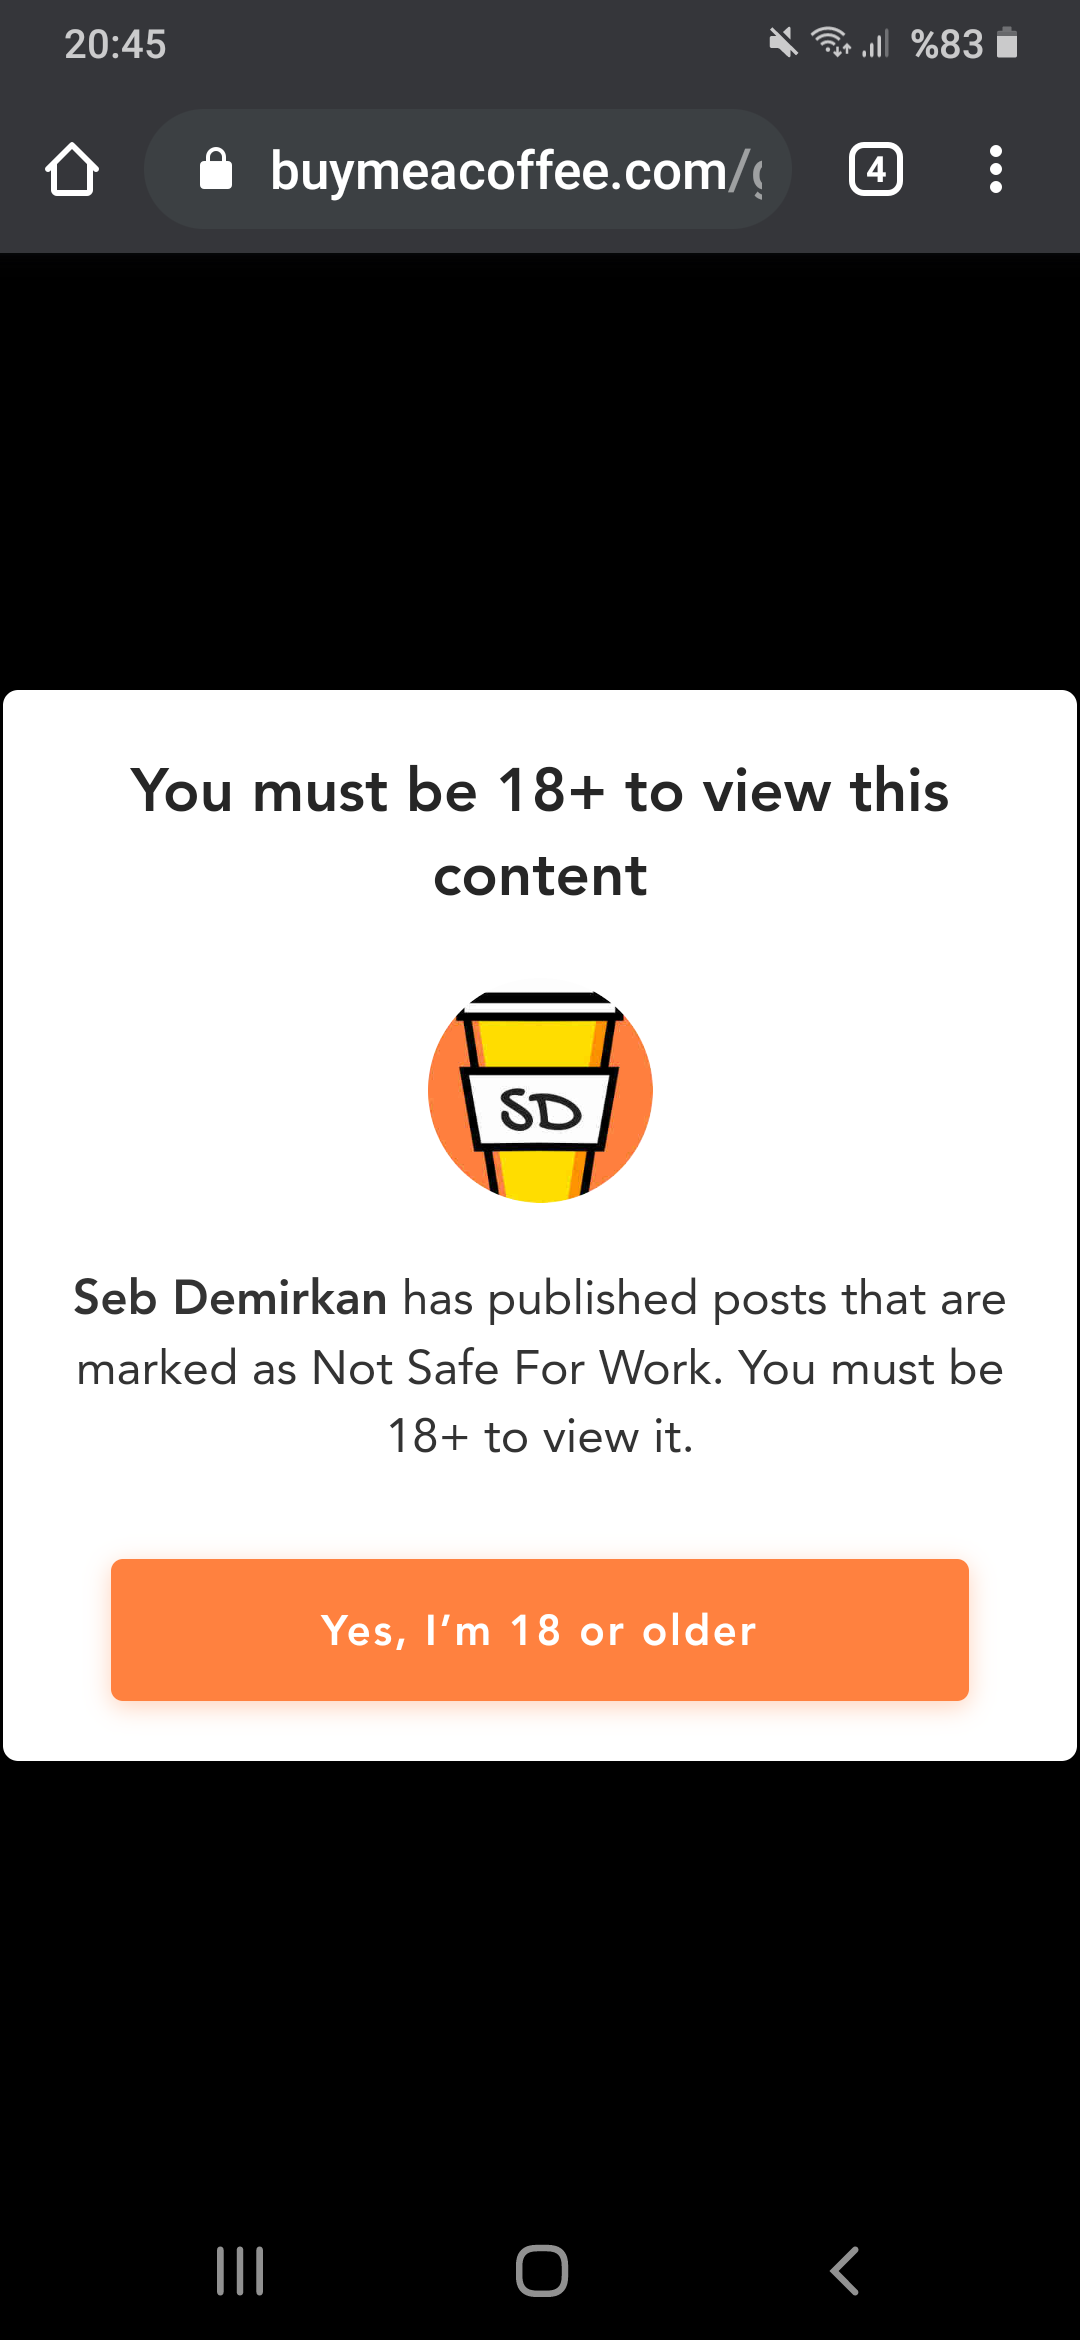 20:45
%83
buymeacoffee.com/
4
You must be 18+ to view this
content
SD
Seb Demirkan has published posts that are
marked as Not Safe For Work. You must be
18+ to view it.
Yes, I’m 18 or older